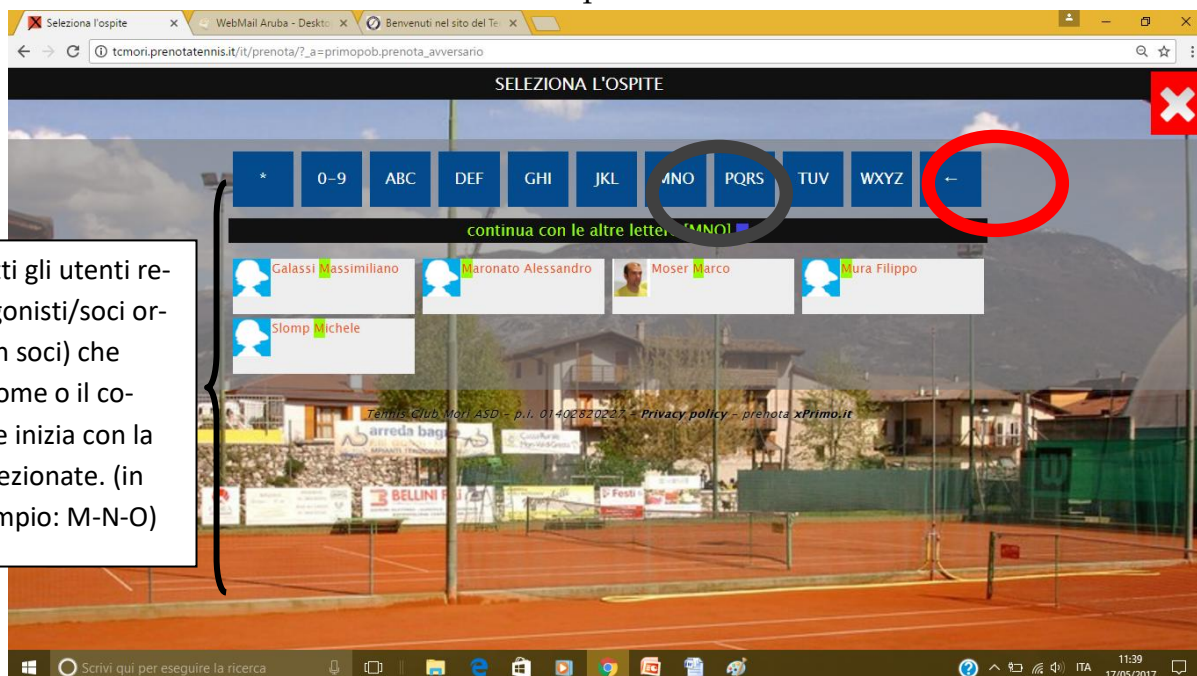 Seleziona l'ospite
WebMail Aruba - Deskto
Benvenuti nel sito del Te
tcmori.prenotatennis.it/it/prenota/?_a=primopob.prenota_avversario
SELEZIONA L'OSPITE
* 0-9 ABC DEF GHI JKL MNO PQRS TUV WXYZ ←
continua con le altre lettere [MNO]
Galassi Massimiliano Maronato Alessandro Moser Marco Mura Filippo
Slomp Michele
ti gli utenti re-
gonisti/soci or-
n soci) che
ome o il co-
e inizia con la
ezionate. (in
mpio: M-N-O)
Tennis Club Mori ASD - p.i. 01402820227 - Privacy policy - prenota xPrimo.it
arreda bagno
BELLINI
Festi
Scrivi qui per eseguire la ricerca
ITA
11:39
17/05/2017